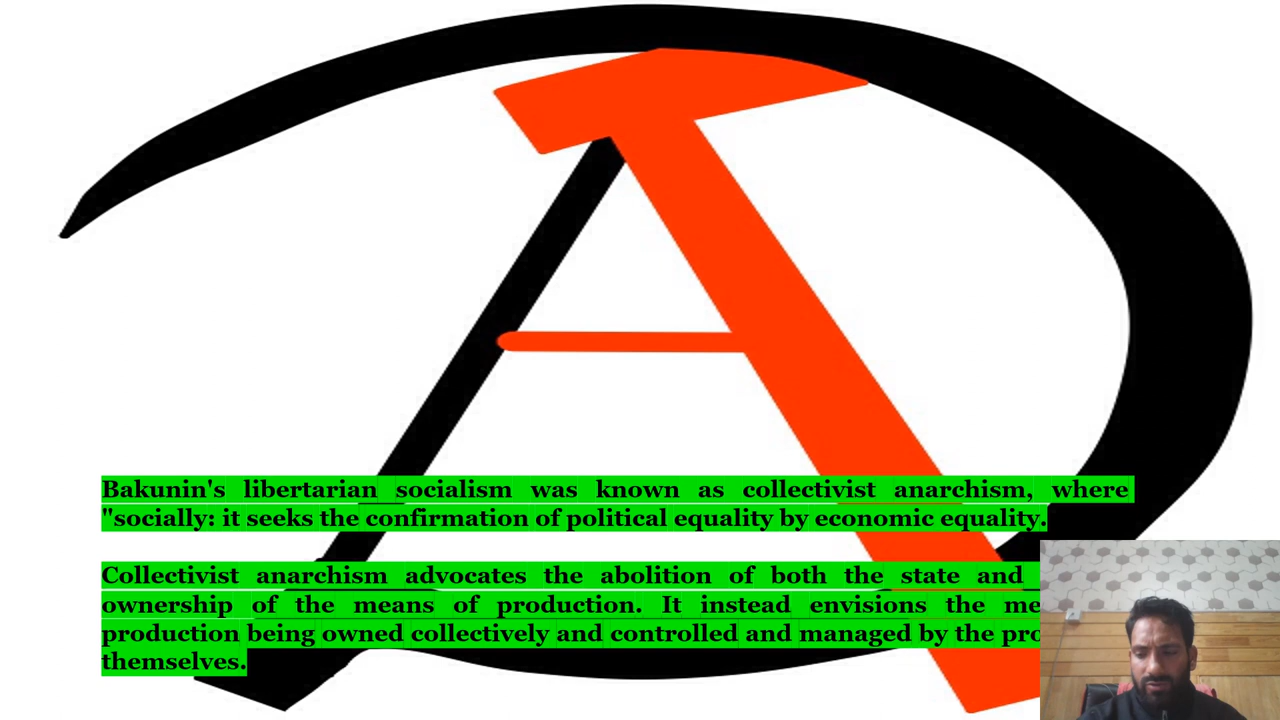 Bakunin's libertarian socialism was known as collectivist anarchism, where
"socially: it seeks the confirmation of political equality by economic equality.
Collectivist anarchism advocates the abolition of both the state and
ownership of the means of production. It instead envisions the
production being owned collectively and controlled and managed by the
themselves.